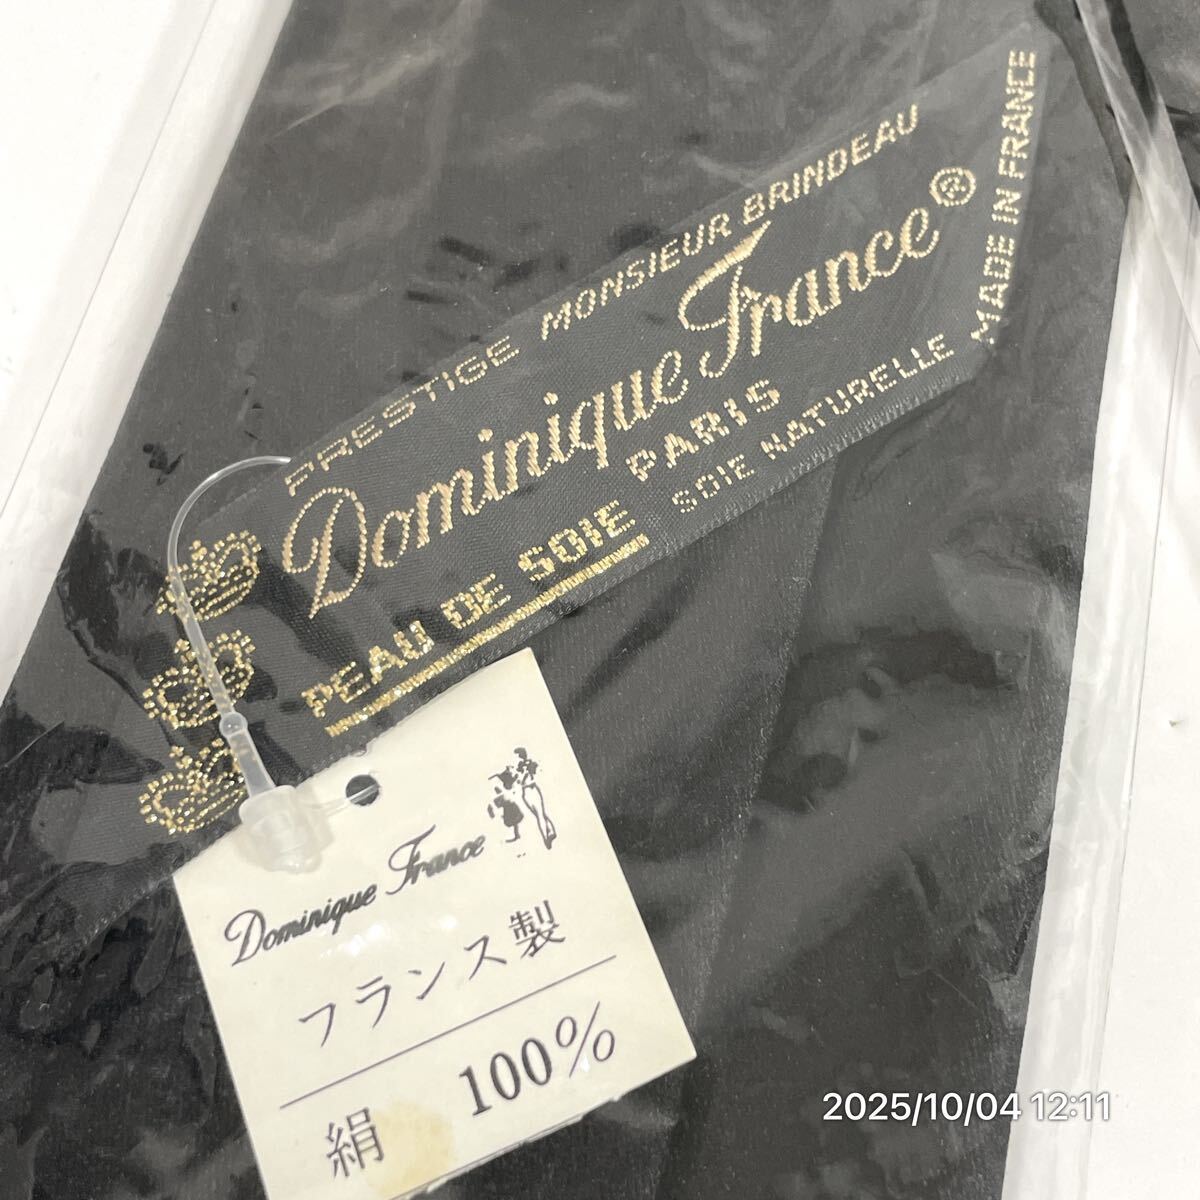 PRESTIGE MONSIEUR BRINDEAU
Dominique France®
PARIS
PEAU DE SOIE
SOIE NATURELLE
MADE IN FRANCE
Dominique France
フランス製
絹 100%
2025/10/04 12:11